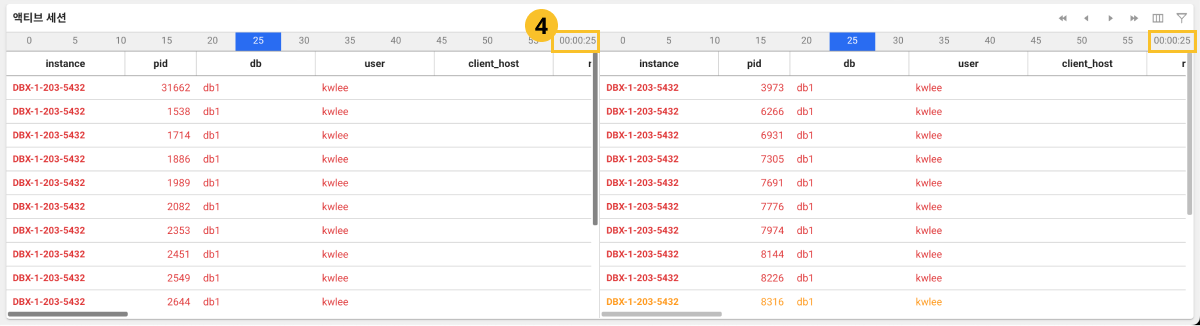 액티브 세션
4
0 5 10 15 20 25 30 35 40 45 50 55 00:00:25 0 5 10 15 20 25 30 35 40 45 50 55 00:00:25
instance pid db user client_host r instance pid db user client_host r
DBX-1-203-5432 31662 db1 kwlee DBX-1-203-5432 3973 db1 kwlee
DBX-1-203-5432 1538 db1 kwlee DBX-1-203-5432 6266 db1 kwlee
DBX-1-203-5432 1714 db1 kwlee DBX-1-203-5432 6931 db1 kwlee
DBX-1-203-5432 1886 db1 kwlee DBX-1-203-5432 7305 db1 kwlee
DBX-1-203-5432 1989 db1 kwlee DBX-1-203-5432 7691 db1 kwlee
DBX-1-203-5432 2082 db1 kwlee DBX-1-203-5432 7776 db1 kwlee
DBX-1-203-5432 2353 db1 kwlee DBX-1-203-5432 7974 db1 kwlee
DBX-1-203-5432 2451 db1 kwlee DBX-1-203-5432 8144 db1 kwlee
DBX-1-203-5432 2549 db1 kwlee DBX-1-203-5432 8226 db1 kwlee
DBX-1-203-5432 2644 db1 kwlee DBX-1-203-5432 8316 db1 kwlee